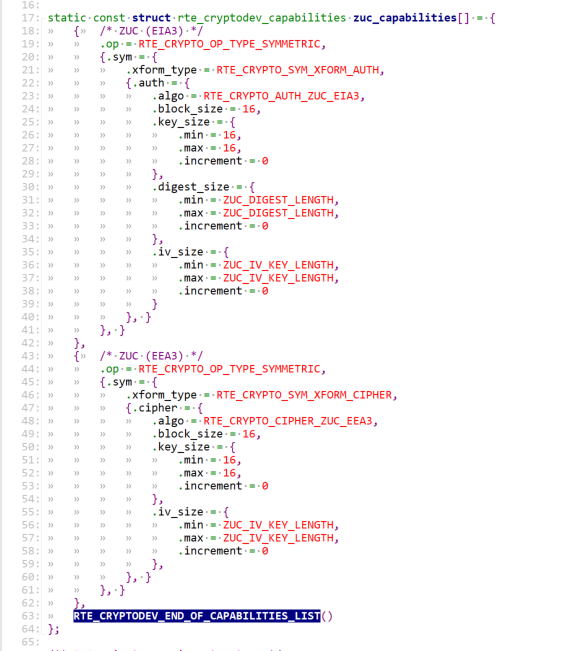 16:
17: static const struct rte_cryptodev_capabilities zuc_capabilities[] = {
18: » {» /* ZUC (EIA3) */
19: » » .op = RTE_CRYPTO_OP_TYPE_SYMMETRIC,
20: » » {.sym = {
21: » » » .xform_type = RTE_CRYPTO_SYM_XFORM_AUTH,
22: » » » {.auth = {
23: » » » » .algo = RTE_CRYPTO_AUTH_ZUC_EIA3,
24: » » » » .block_size = 16,
25: » » » » .key_size = {
26: » » » » » .min = 16,
27: » » » » » .max = 16,
28: » » » » » .increment = 0
29: » » » » },
30: » » » » .digest_size = {
31: » » » » » .min = ZUC_DIGEST_LENGTH,
32: » » » » » .max = ZUC_DIGEST_LENGTH,
33: » » » » » .increment = 0
34: » » » » },
35: » » » » .iv_size = {
36: » » » » » .min = ZUC_IV_KEY_LENGTH,
37: » » » » » .max = ZUC_IV_KEY_LENGTH,
38: » » » » » .increment = 0
39: » » » » }
40: » » » }, }
41: » » }, }
42: » },
43: » {» /* ZUC (EEA3) */
44: » » .op = RTE_CRYPTO_OP_TYPE_SYMMETRIC,
45: » » {.sym = {
46: » » » .xform_type = RTE_CRYPTO_SYM_XFORM_CIPHER,
47: » » » {.cipher = {
48: » » » » .algo = RTE_CRYPTO_CIPHER_ZUC_EEA3,
49: » » » » .block_size = 16,
50: » » » » .key_size = {
51: » » » » » .min = 16,
52: » » » » » .max = 16,
53: » » » » » .increment = 0
54: » » » » },
55: » » » » .iv_size = {
56: » » » » » .min = ZUC_IV_KEY_LENGTH,
57: » » » » » .max = ZUC_IV_KEY_LENGTH,
58: » » » » » .increment = 0
59: » » » » },
60: » » » }, }
61: » » }, }
62: » },
63: » RTE_CRYPTODEV_END_OF_CAPABILITIES_LIST()
64: };
65: